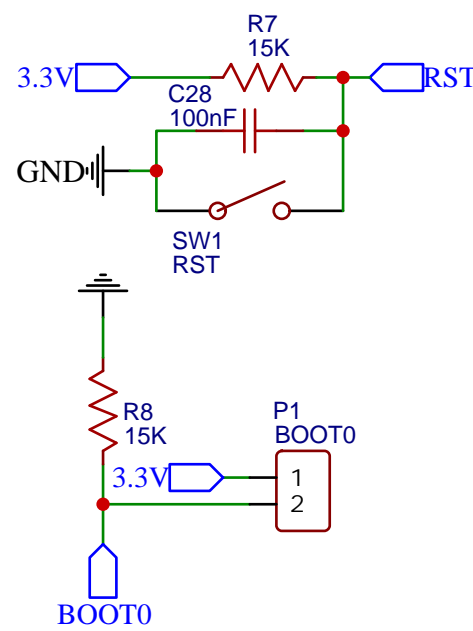 R7
15K
3.3V
RST
C28
100nF
GND
SW1
RST
R8
15K
P1
BOOT0
3.3V
1
2
BOOT0